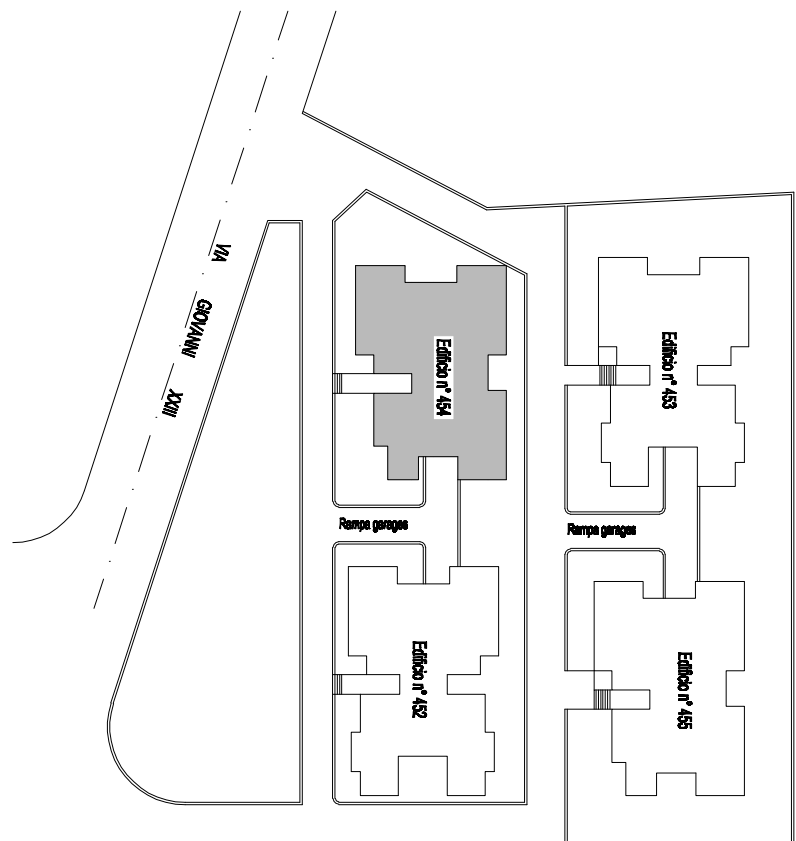 VIA GIOVANNI XXIII
Edificio n° 454
Edificio n° 453
Rampa garages
Rampa garages
Edificio n° 452
Edificio n° 455